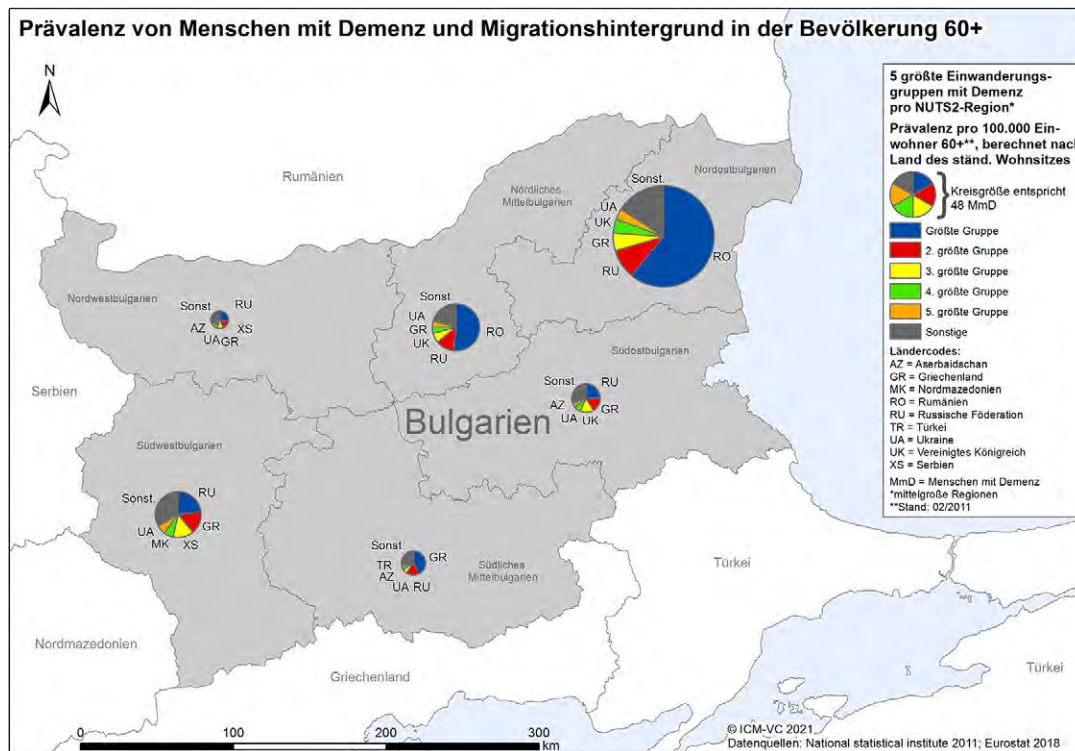 Prävalenz von Menschen mit Demenz und Migrationshintergrund in der Bevölkerung 60+
N
5 größte Einwanderungs-
gruppen mit Demenz
pro NUTS2-Region*
Prävalenz pro 100.000 Ein-
wohner 60+**, berechnet nach
Land des ständ. Wohnsitzes
Kreisgröße entspricht
48 MmD
Größte Gruppe
2. größte Gruppe
3. größte Gruppe
4. größte Gruppe
5. größte Gruppe
Sonstige
Ländercodes:
AZ = Aserbaidschan
GR = Griechenland
MK = Nordmazedonien
RO = Rumänien
RU = Russische Föderation
TR = Türkei
UA = Ukraine
UK = Vereinigtes Königreich
XS = Serbien
MmD = Menschen mit Demenz
*mittelgroße Regionen
**Stand: 02/2011
Rumänien
Nördliches
Mittelbulgarien
Nordostbulgarien
Sonst.
UA
UK
GR
RU
RO
Nordwestbulgarien
Sonst.
RU
AZ
XS
UA
GR
Sonst.
UA
GR
UK
RU
RO
Serbien
Südostbulgarien
Sonst.
RU
AZ
GR
UA
UK
Bulgarien
Südwestbulgarien
Sonst.
RU
UA
GR
MK
XS
Sonst.
GR
TR
AZ
UA
RU
Südliches
Mittelbulgarien
Türkei
Nordmazedonien
Griechenland
Türkei
0
100
200
300
km
© ICM-VC 2021
Datenquellen: National statistical institute 2011; Eurostat 2018